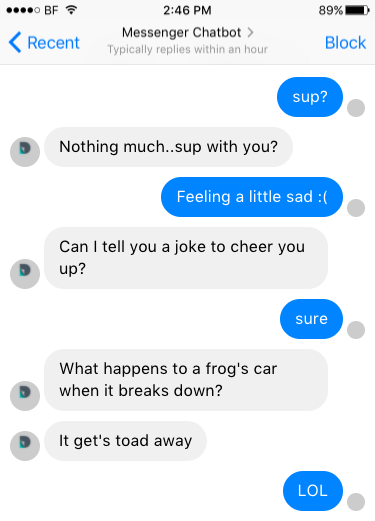 BF 2:46 PM 89%
Recent Messenger Chatbot Block
Typically replies within an hour
sup?
Nothing much..sup with you?
Feeling a little sad :(
Can I tell you a joke to cheer you
up?
sure
What happens to a frog's car
when it breaks down?
It get's toad away
LOL